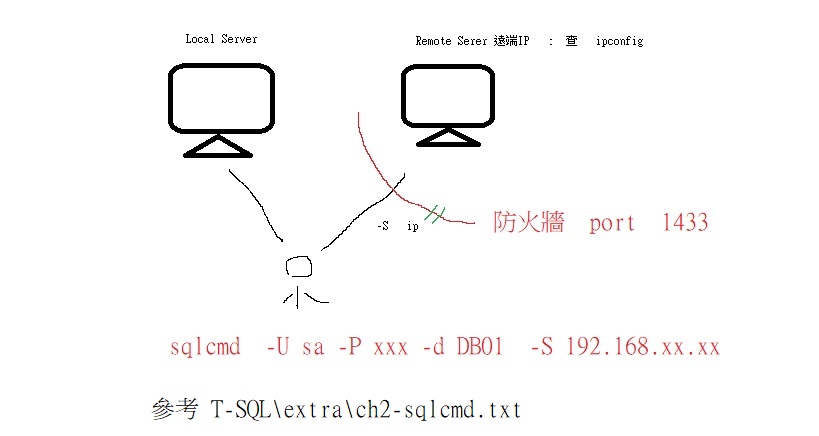 Local Server
Remote Serer 遠端IP : 查 ipconfig
-S ip
防火牆 port 1433
sqlcmd -U sa -P xxx -d DB01 -S 192.168.xx.xx
參考 T-SQL\extra\ch2-sqlcmd.txt